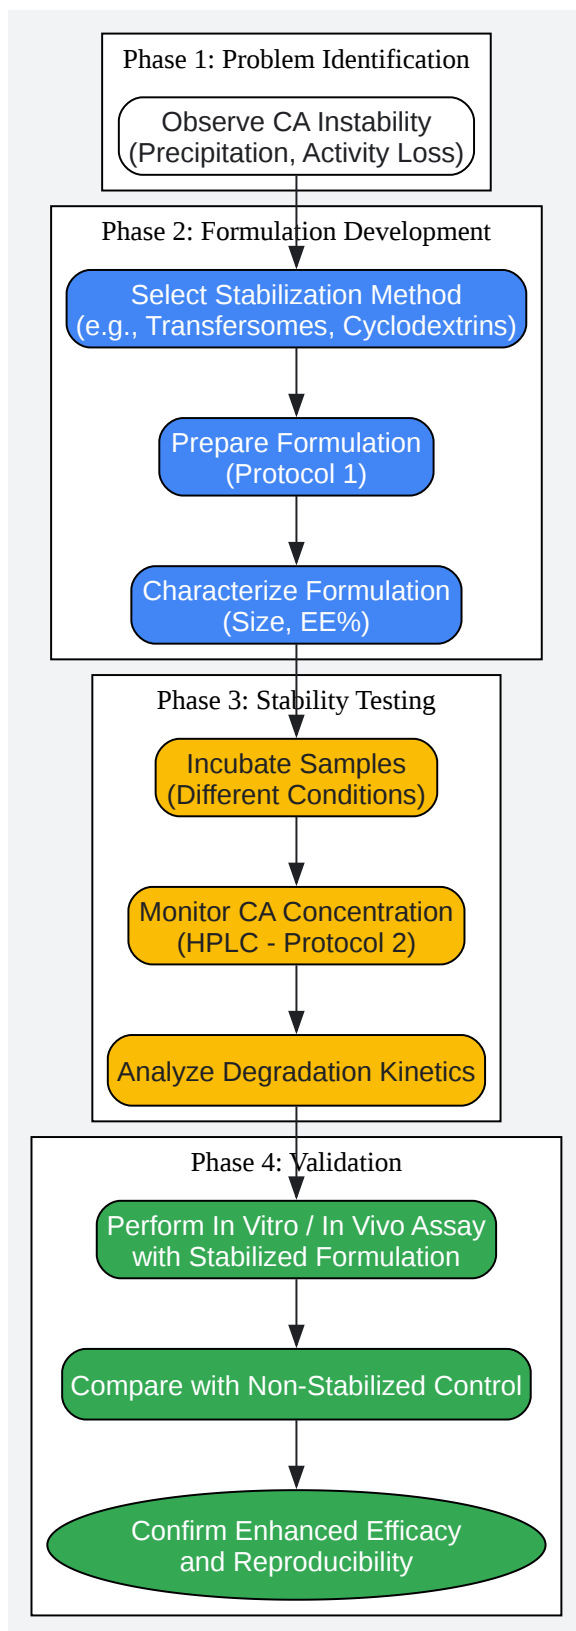 Phase 1: Problem Identification
Observe CA Instability
(Precipitation, Activity Loss)
Phase 2: Formulation Development
Select Stabilization Method
(e.g., Transfersomes, Cyclodextrins)
Prepare Formulation
(Protocol 1)
Characterize Formulation
(Size, EE%)
Phase 3: Stability Testing
Incubate Samples
(Different Conditions)
Monitor CA Concentration
(HPLC - Protocol 2)
Analyze Degradation Kinetics
Phase 4: Validation
Perform In Vitro / In Vivo Assay
with Stabilized Formulation
Compare with Non-Stabilized Control
Confirm Enhanced Efficacy
and Reproducibility